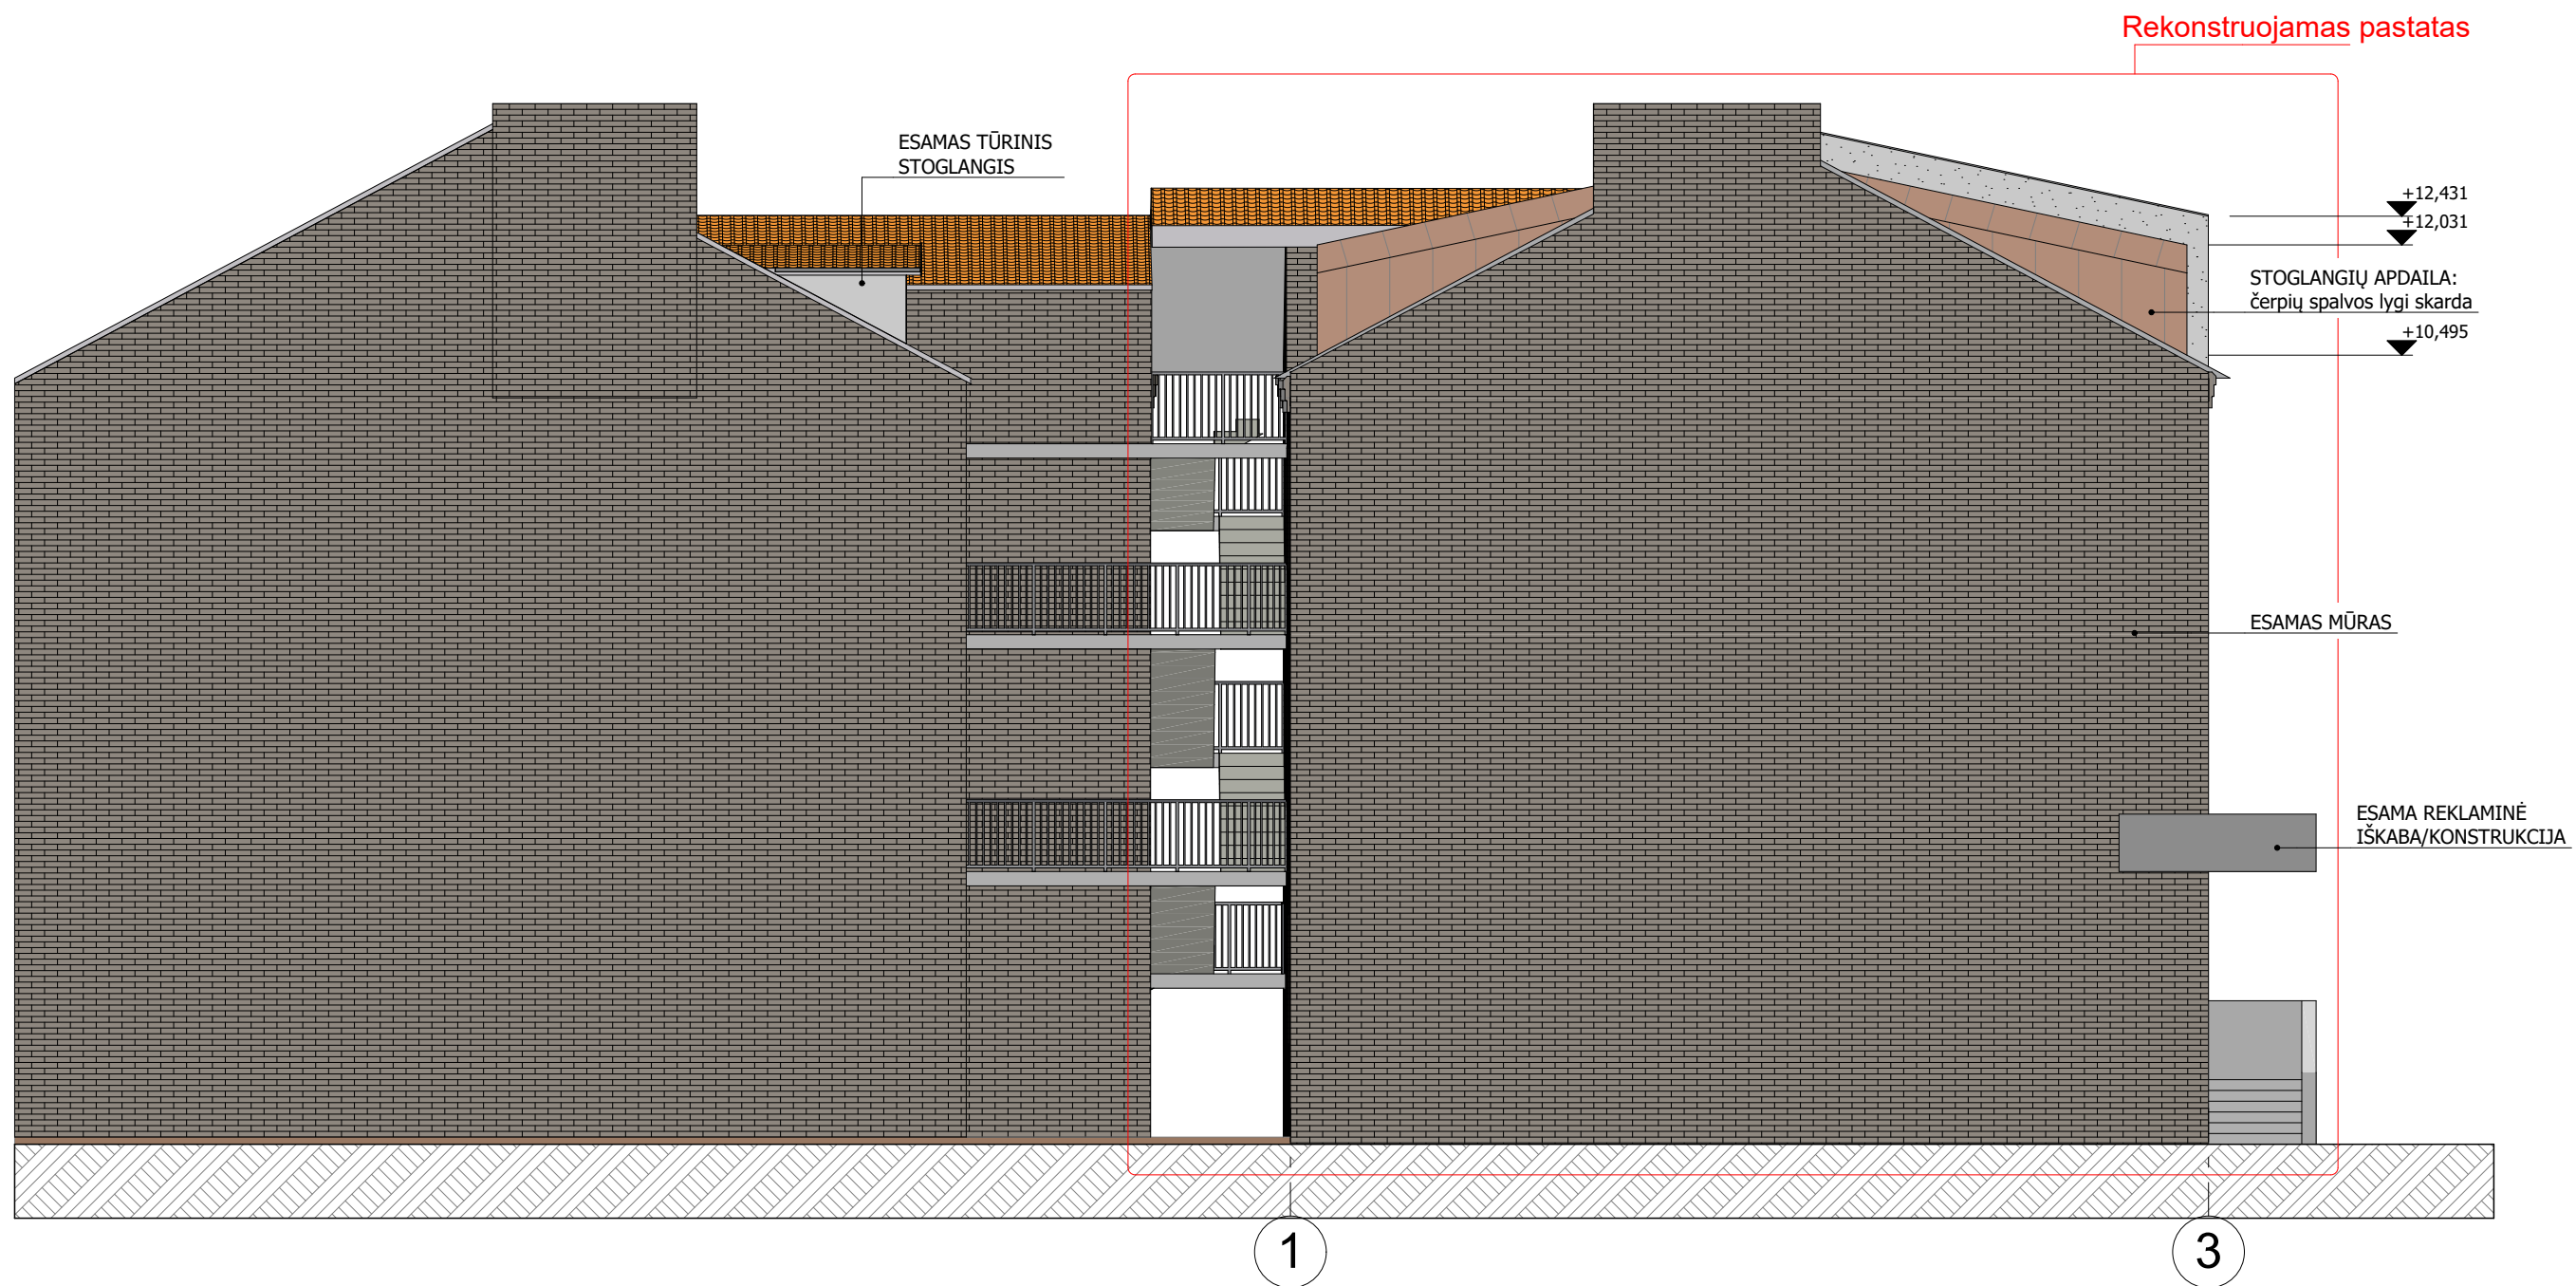 Rekonstruojamas pastatas
ESAMAS TŪRINIS
STOGLANGIS
+12,431
+12,031
STOGLANGIŲ APDAILA:
čerpių spalvos lygi skarda
+10,495
ESAMAS MŪRAS
ESAMA REKLAMINĖ
IŠKABA/KONSTRUKCIJA
1
3